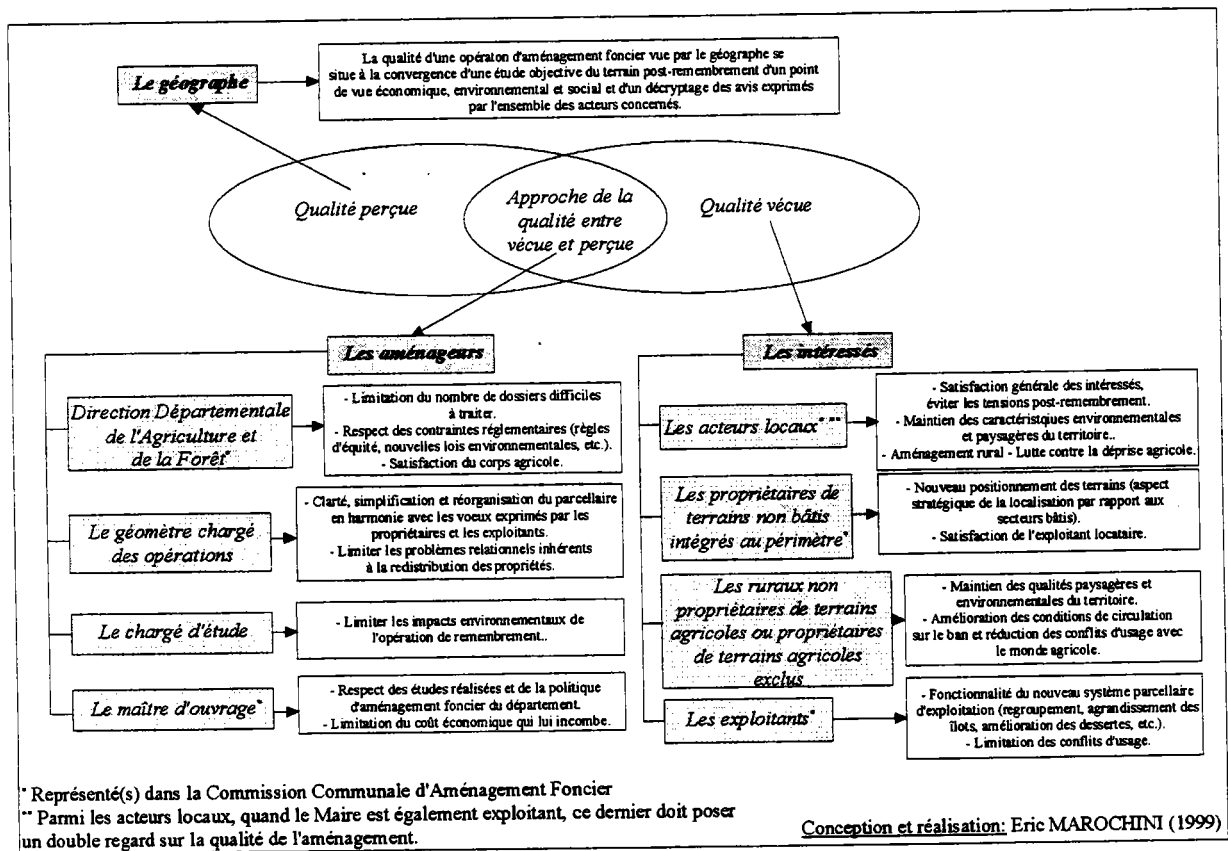 Le géographe
La qualité d'une opératon d'aménagement foncier vue par le géographe se
situe à la convergence d'une étude objective du terrain post-remembrement d'un point
de vue économique, environnemental et social et d'un décryptage des avis exprimés
par l'ensemble des acteurs concernés.
Qualité perçue
Approche de la
qualité entre
vécue et perçue
Qualité vécue
Les aménageurs
Direction Départementale
de l'Agriculture et
de la Forêt*
- Limitation du nombre de dossiers difficiles
à traiter.
- Respect des contraintes réglementaires (règles
d'équité, nouvelles lois environnementales, etc.).
- Satisfaction du corps agricole.
Le géomètre chargé
des opérations
- Clarté, simplification et réorganisation du parcellaire
en harmonie avec les voeux exprimés par les
propriétaires et les exploitants.
- Limiter les problèmes relationnels inhérents
à la redistribution des propriétés.
Le chargé d'étude
- Limiter les impacts environnementaux de
l'opération de remembrement..
Le maître d'ouvrage*
- Respect des études réalisées et de la politique
d'aménagement foncier du département.
- Limitation du coût économique qui lui incombe.
Les intéressés
Les acteurs locaux* **
- Satisfaction générale des intéressés,
éviter les tensions post-remembrement.
- Maintien des caractéristiques environnementales
et paysagères du territoire..
- Aménagement rural - Lutte contre la déprise agricole.
Les propriétaires de
terrains non bâtis
intégrés au périmètre*
- Nouveau positionnement des terrains (aspect
stratégique de la localisation par rapport aux
secteurs bâtis).
- Satisfaction de l'exploitant locataire.
Les ruraux non
propriétaires de terrains
agricoles ou propriétaires
de terrains agricoles
exclus
- Maintien des qualités paysagères et
environnementales du territoire.
- Amélioration des conditions de circulation
sur le ban et réduction des conflits d'usage avec
le monde agricole.
Les exploitants*
- Fonctionnalité du nouveau système parcellaire
d'exploitation (regroupement, agrandissement des
îlots, amélioration des dessertes, etc.).
- Limitation des conflits d'usage.
* Représenté(s) dans la Commission Communale d'Aménagement Foncier
** Parmi les acteurs locaux, quand le Maire est également exploitant, ce dernier doit poser
un double regard sur la qualité de l'aménagement.
Conception et réalisation: Eric MAROCHINI (1999)